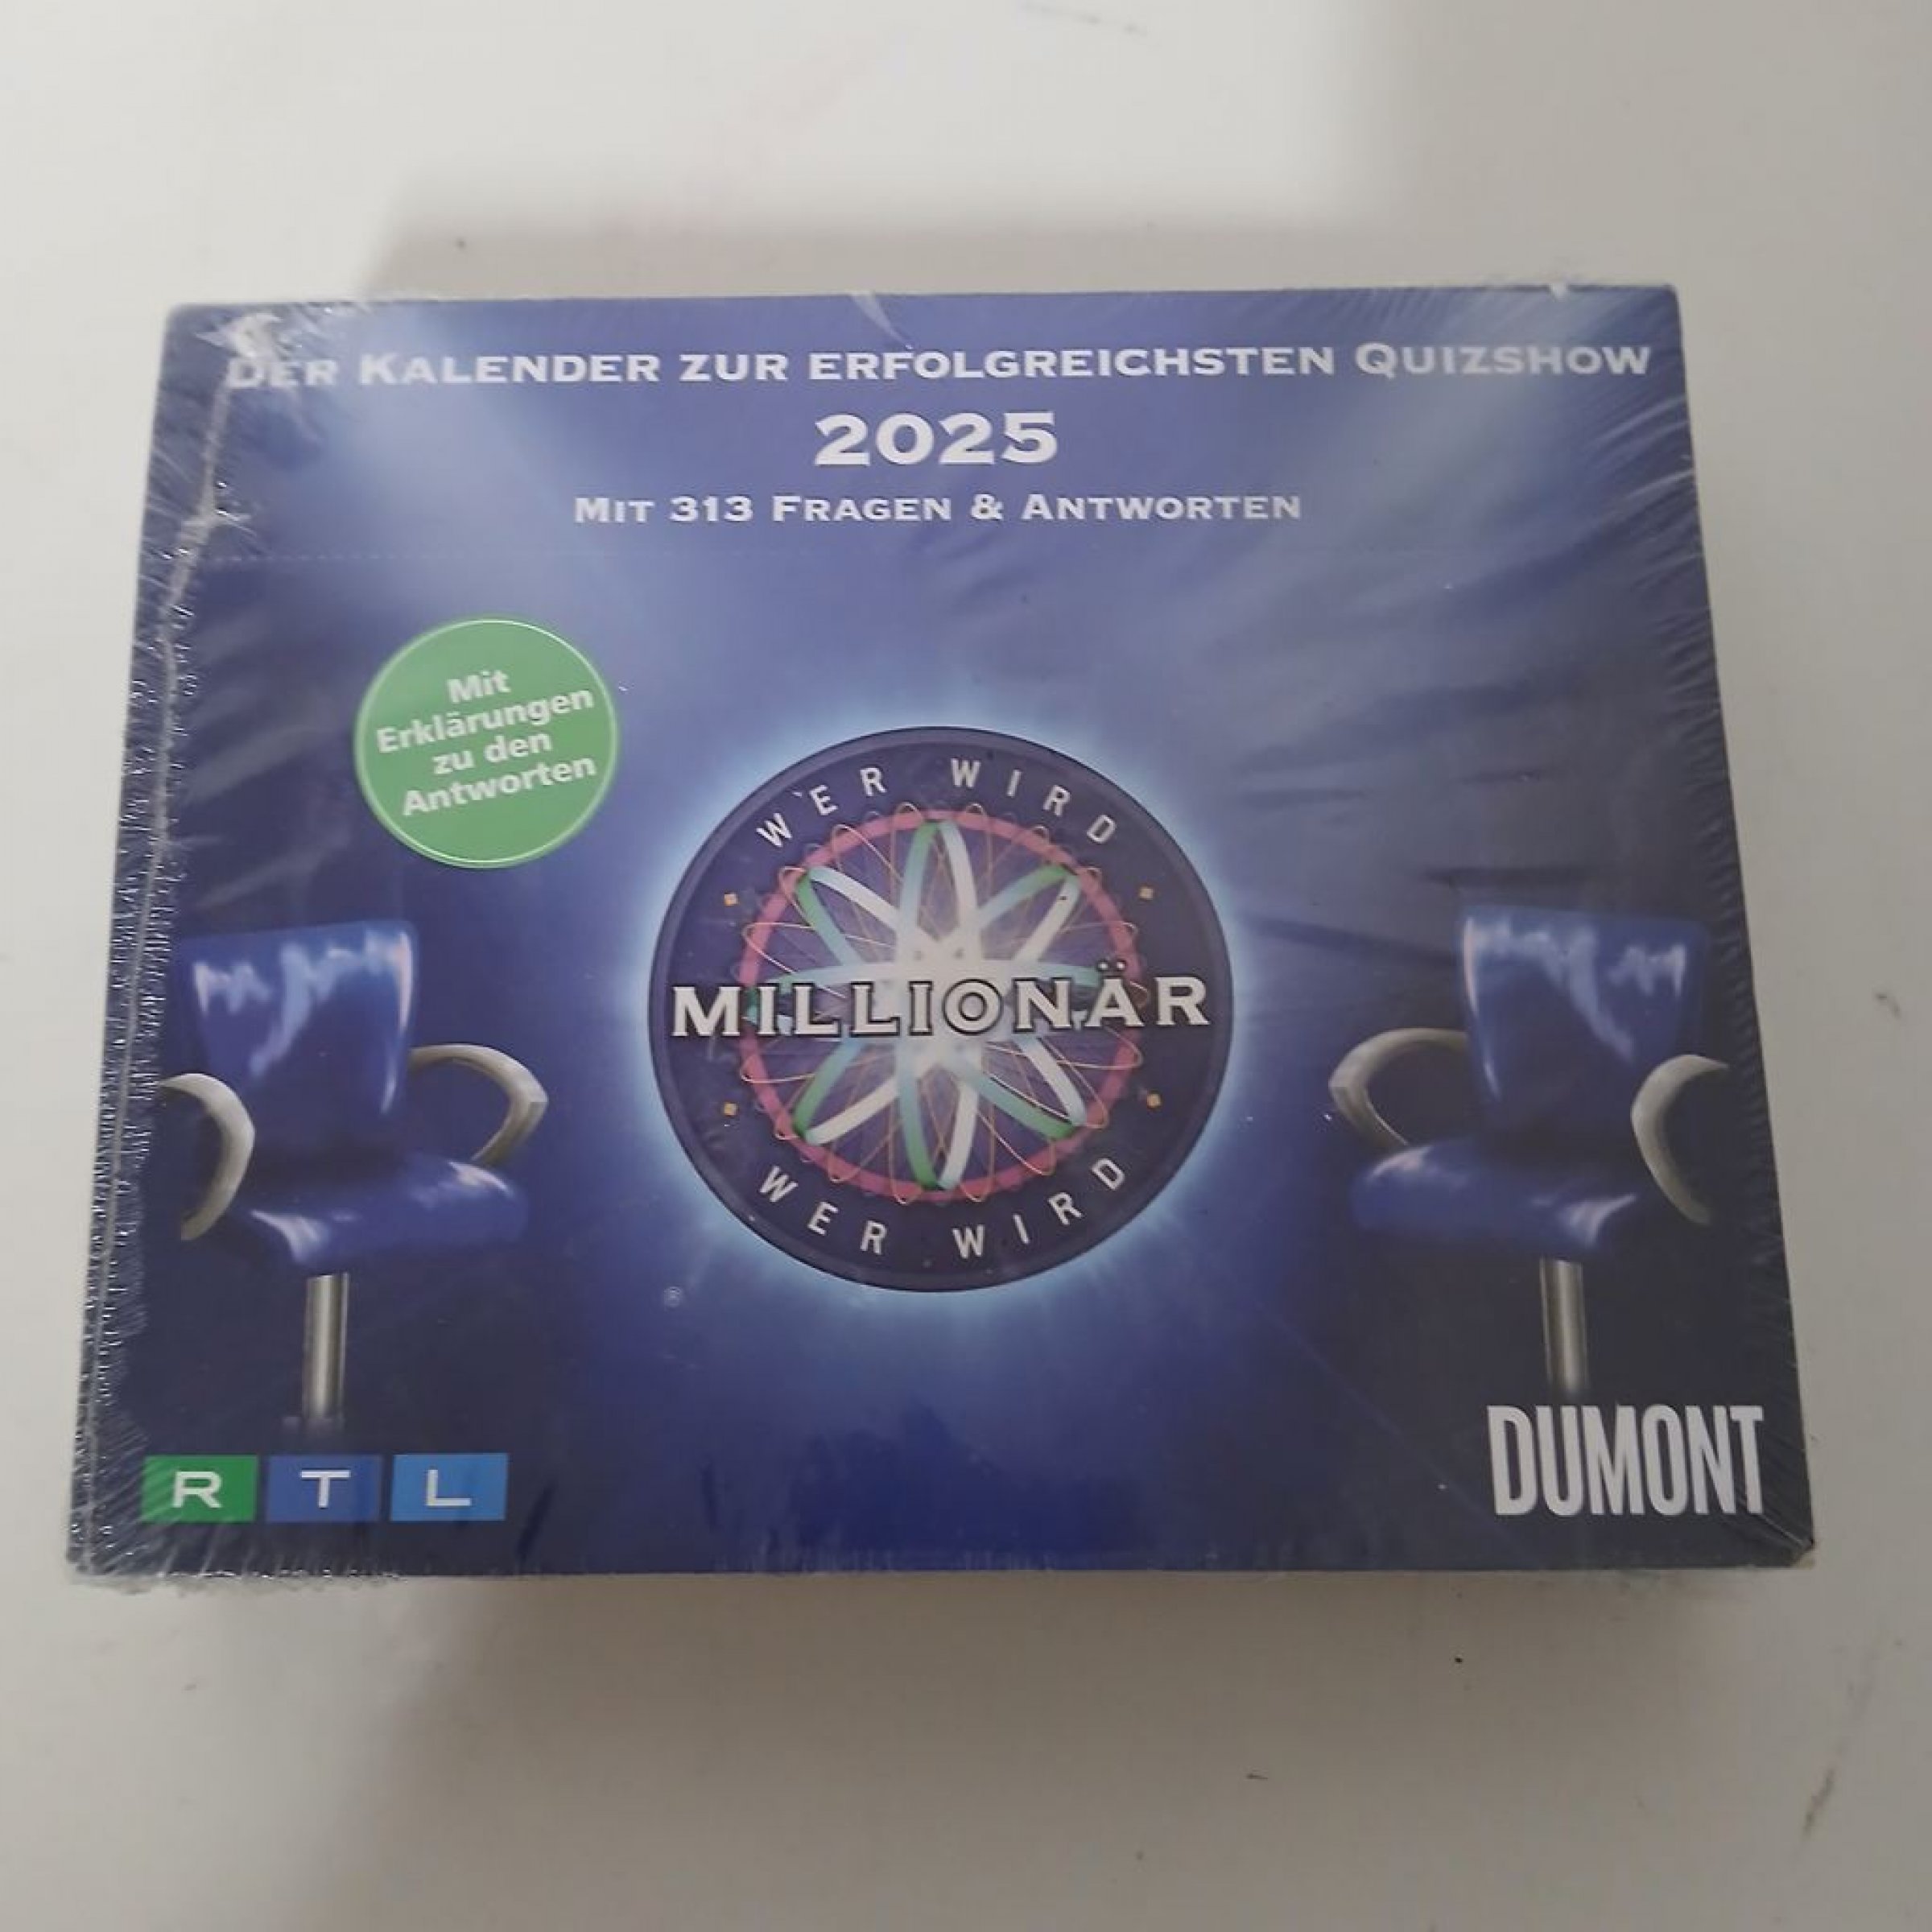 DER KALENDER ZUR ERFOLGREICHSTEN QUIZSHOW
2025
MIT 313 FRAGEN & ANTWORTEN
Mit
Erklärungen
zu den
Antworten
WER WIRD
MILLIONÄR
WER WIRD
®
RTL
DUMONT